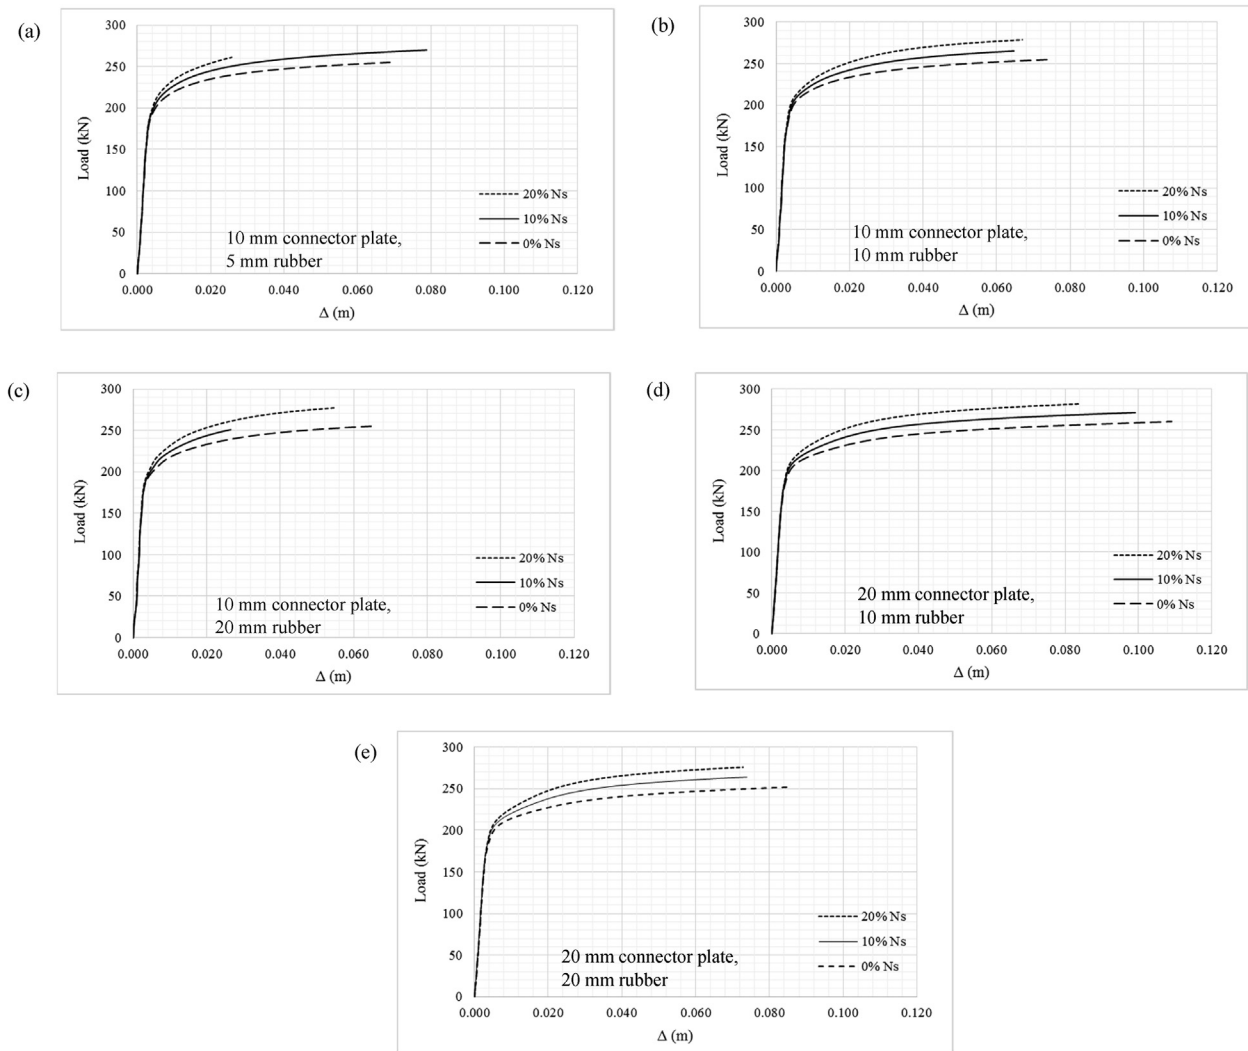 (a)
300
250
200
150
100
50
0
Load (kN)
20% Ns
10% Ns
0% Ns
10 mm connector plate,
5 mm rubber
0.000 0.020 0.040 0.060 0.080 0.100 0.120
Δ (m)
(b)
300
250
200
150
100
50
0
Load (kN)
20% Ns
10% Ns
0% Ns
10 mm connector plate,
10 mm rubber
0.000 0.020 0.040 0.060 0.080 0.100 0.120
Δ (m)
(c)
300
250
200
150
100
50
0
Load (kN)
20% Ns
10% Ns
0% Ns
10 mm connector plate,
20 mm rubber
0.000 0.020 0.040 0.060 0.080 0.100 0.120
Δ (m)
(d)
300
250
200
150
100
50
0
Load (kN)
20% Ns
10% Ns
0% Ns
20 mm connector plate,
10 mm rubber
0.000 0.020 0.040 0.060 0.080 0.100 0.120
Δ (m)
(e)
300
250
200
150
100
50
0
Load (kN)
20% Ns
10% Ns
0% Ns
20 mm connector plate,
20 mm rubber
0.000 0.020 0.040 0.060 0.080 0.100 0.120
Δ (m)